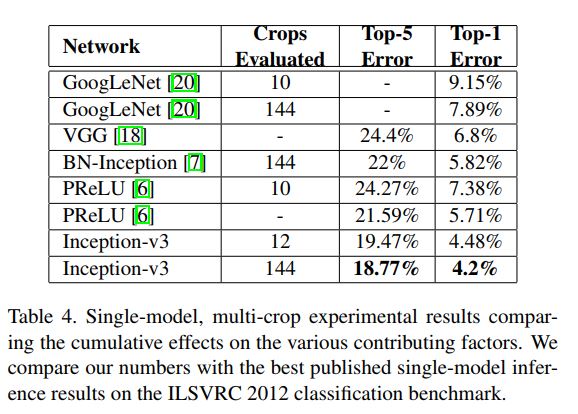 Network Crops Evaluated Top-5 Error Top-1 Error
GoogLeNet [20] 10 - 9.15%
GoogLeNet [20] 144 - 7.89%
VGG [18] - 24.4% 6.8%
BN-Inception [7] 144 22% 5.82%
PReLU [6] 10 24.27% 7.38%
PReLU [6] - 21.59% 5.71%
Inception-v3 12 19.47% 4.48%
Inception-v3 144 18.77% 4.2%
Table 4. Single-model, multi-crop experimental results compar-
ing the cumulative effects on the various contributing factors. We
compare our numbers with the best published single-model infer-
ence results on the ILSVRC 2012 classification benchmark.